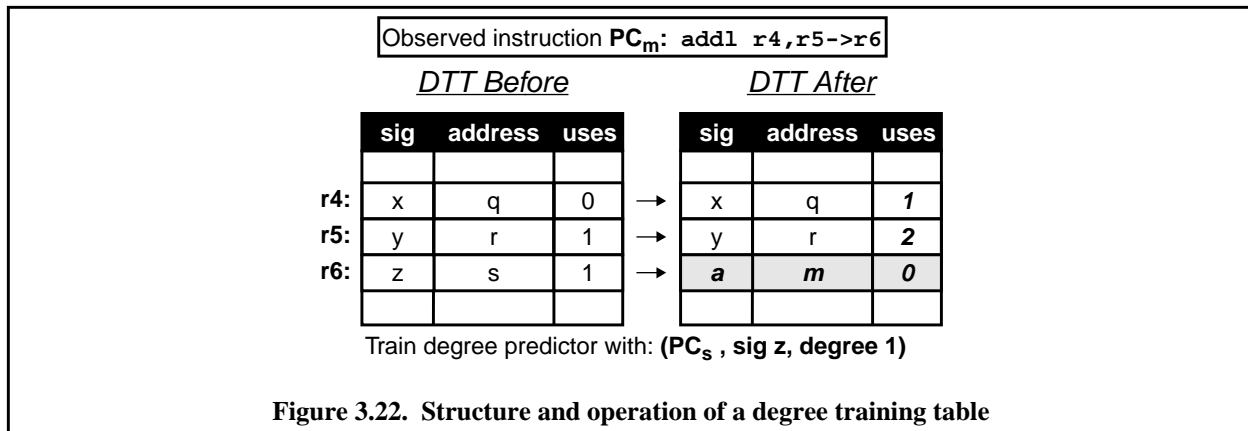 Observed instruction PCm: addl r4,r5->r6
DTT Before DTT After
sig address uses sig address uses
r4: x q 0 → x q 1
r5: y r 1 → y r 2
r6: z s 1 → a m 0
Train degree predictor with: (PCs , sig z, degree 1)
Figure 3.22. Structure and operation of a degree training table